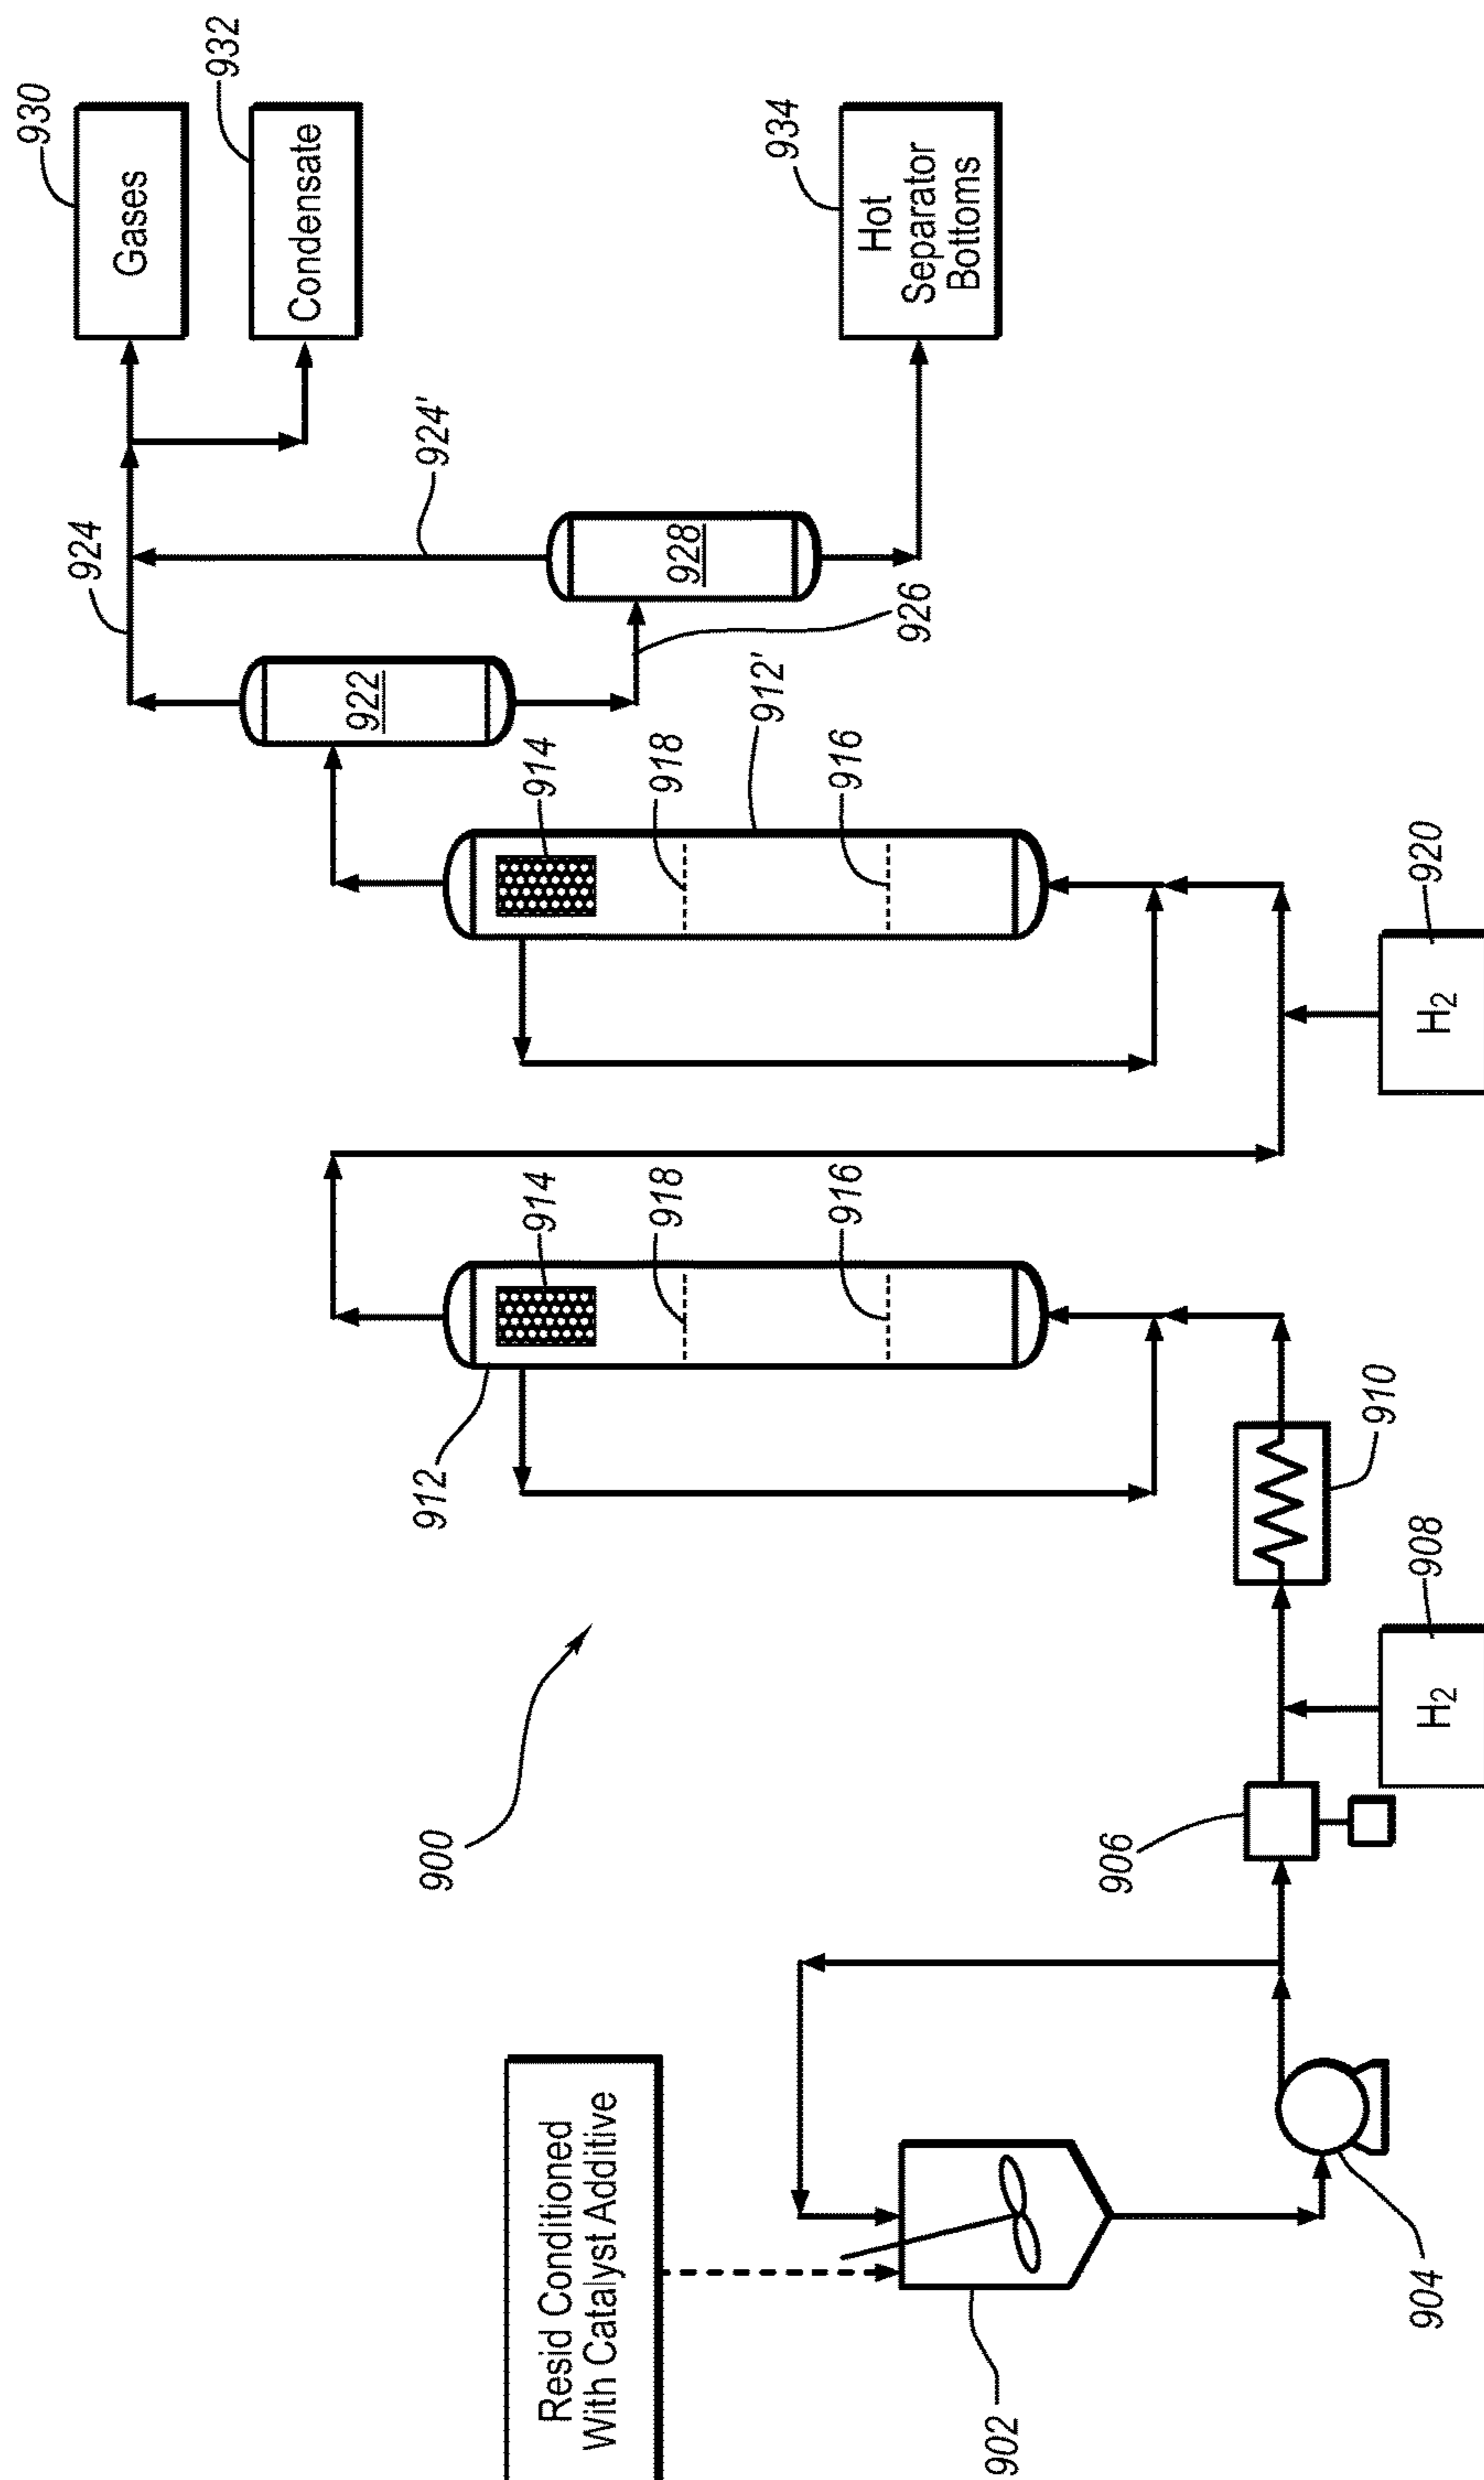 Resid Conditioned
With Catalyst Additive
902
904
900
906
H2
908
910
912
914
918
916
H2
920
914
918
912'
916
922
924
926
928
924'
Gases
930
Condensate
932
Hot
Separator
Bottoms
934